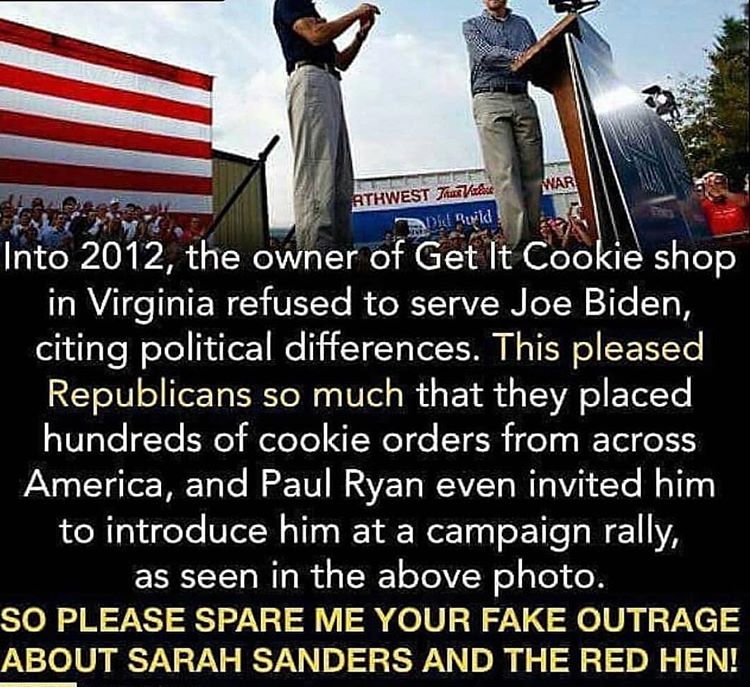 RTHWEST True Value
WAR
Did Build
Into 2012, the owner of Get It Cookie shop
in Virginia refused to serve Joe Biden,
citing political differences. This pleased
Republicans so much that they placed
hundreds of cookie orders from across
America, and Paul Ryan even invited him
to introduce him at a campaign rally,
as seen in the above photo.
SO PLEASE SPARE ME YOUR FAKE OUTRAGE
ABOUT SARAH SANDERS AND THE RED HEN!